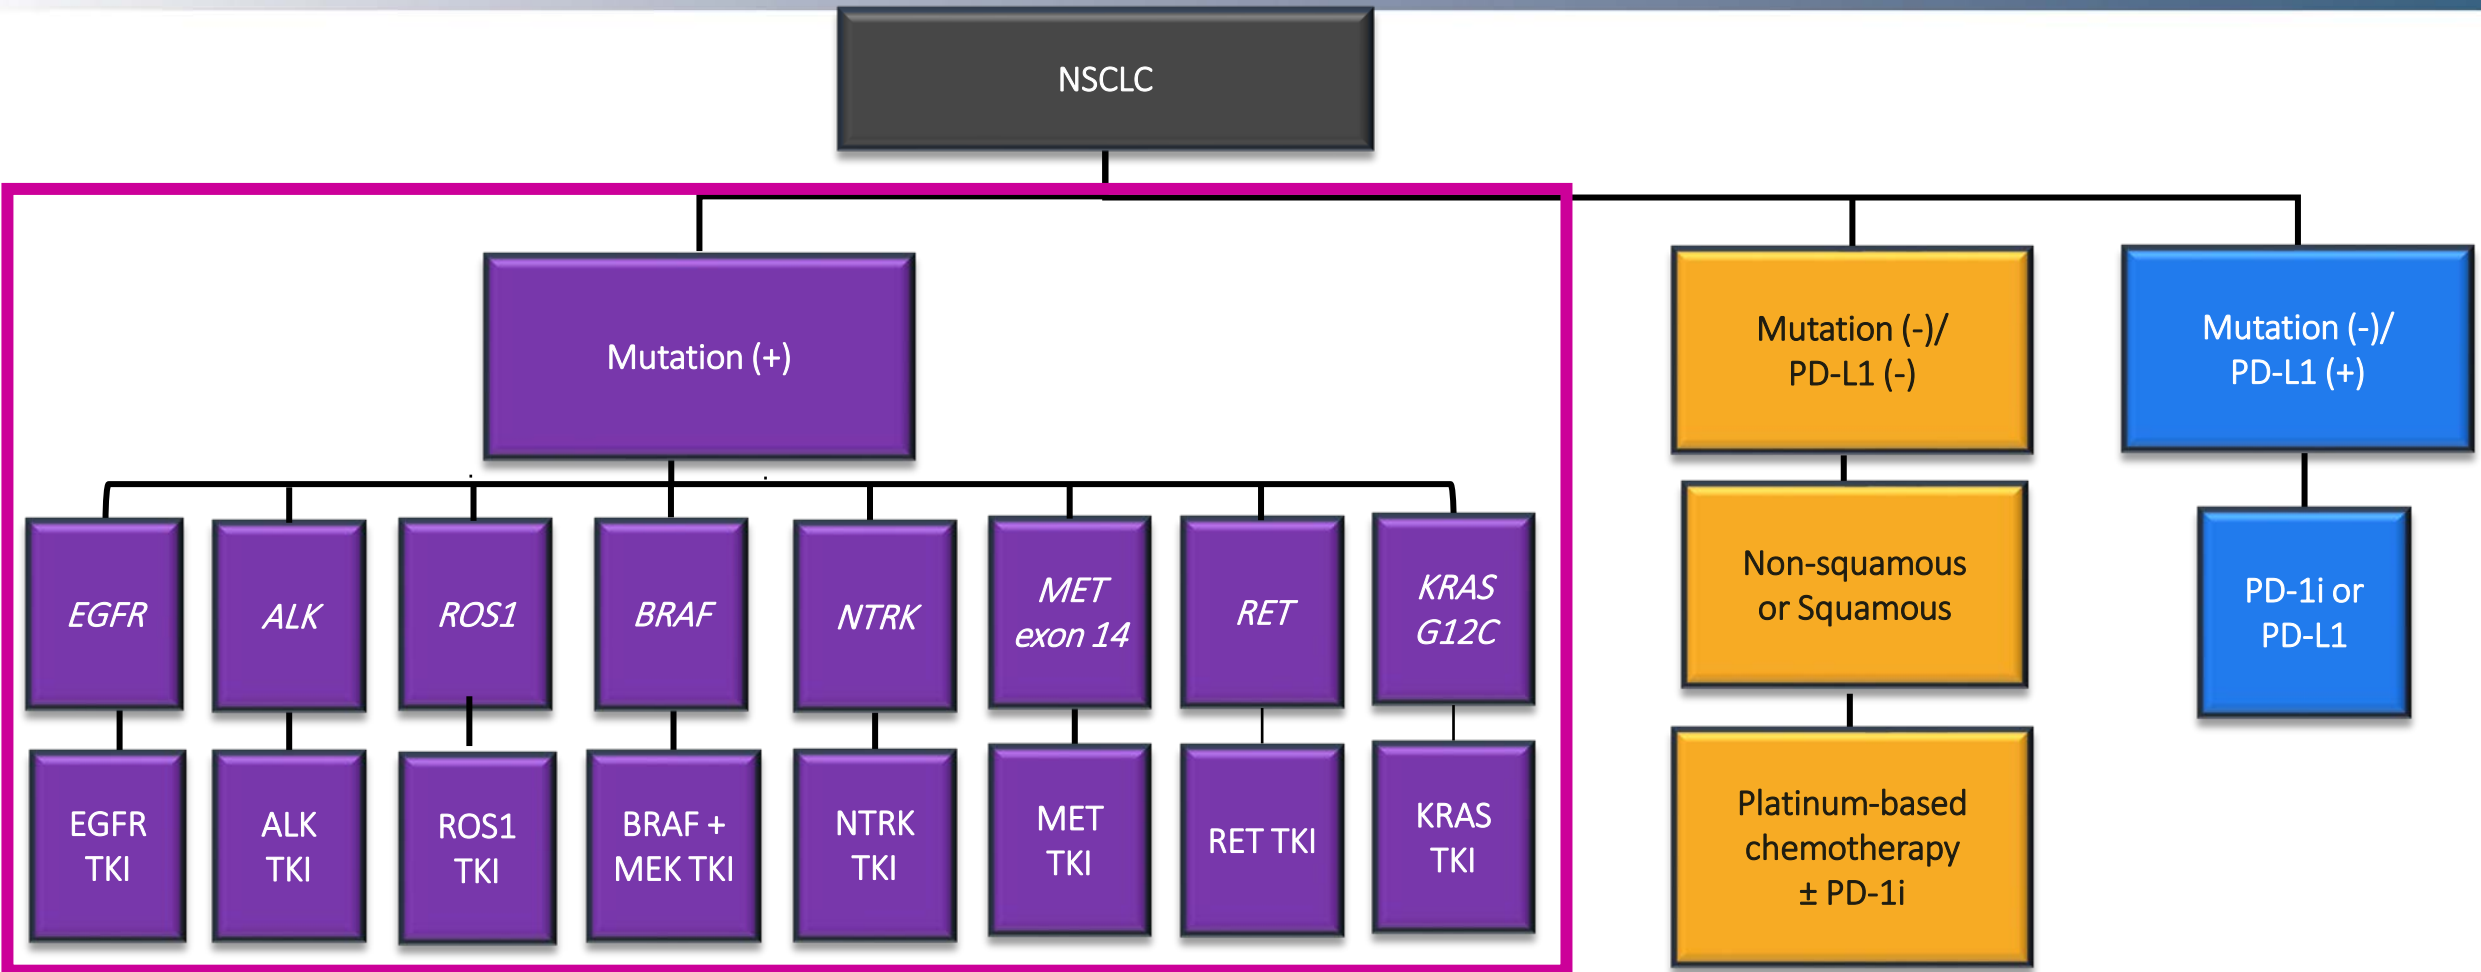 NSCLC
Mutation (+)
Mutation (-)/
PD-L1 (-)
Mutation (-)/
PD-L1 (+)
EGFR
ALK
ROS1
BRAF
NTRK
MET
exon 14
RET
KRAS
G12C
Non-squamous
or Squamous
PD-1i or
PD-L1
EGFR
TKI
ALK
TKI
ROS1
TKI
BRAF +
MEK TKI
NTRK
TKI
MET
TKI
RET TKI
KRAS
TKI
Platinum-based
chemotherapy
± PD-1i